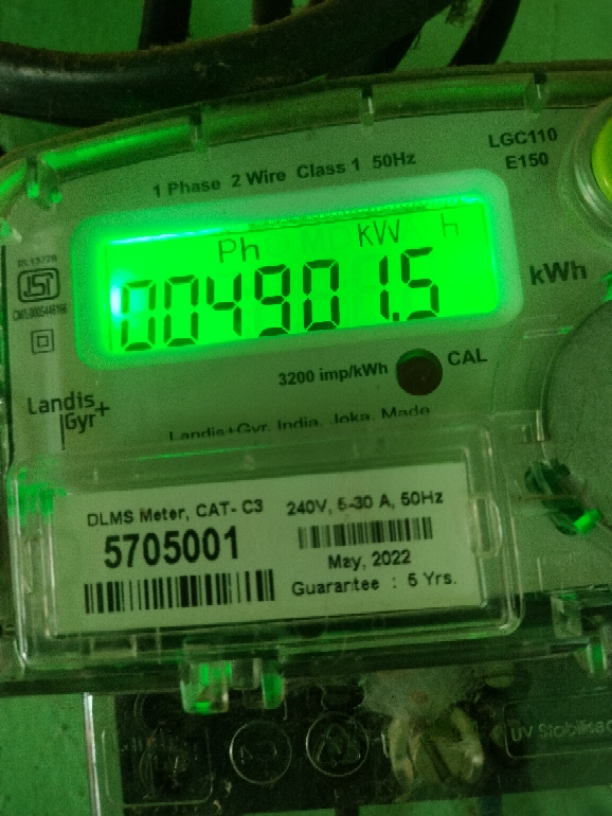 LGC110
E150
1 Phase 2 Wire Class 1 50Hz
Ph KW h
004901.5
kWh
3200 imp/kWh CAL
Landis
Gyr+
Landis+Gyr, India, Joka, Made
DLMS Meter, CAT- C3 240V, 5-30 A, 50Hz
5705001
May, 2022
Guarantee : 5 Yrs.
UV Stabilised